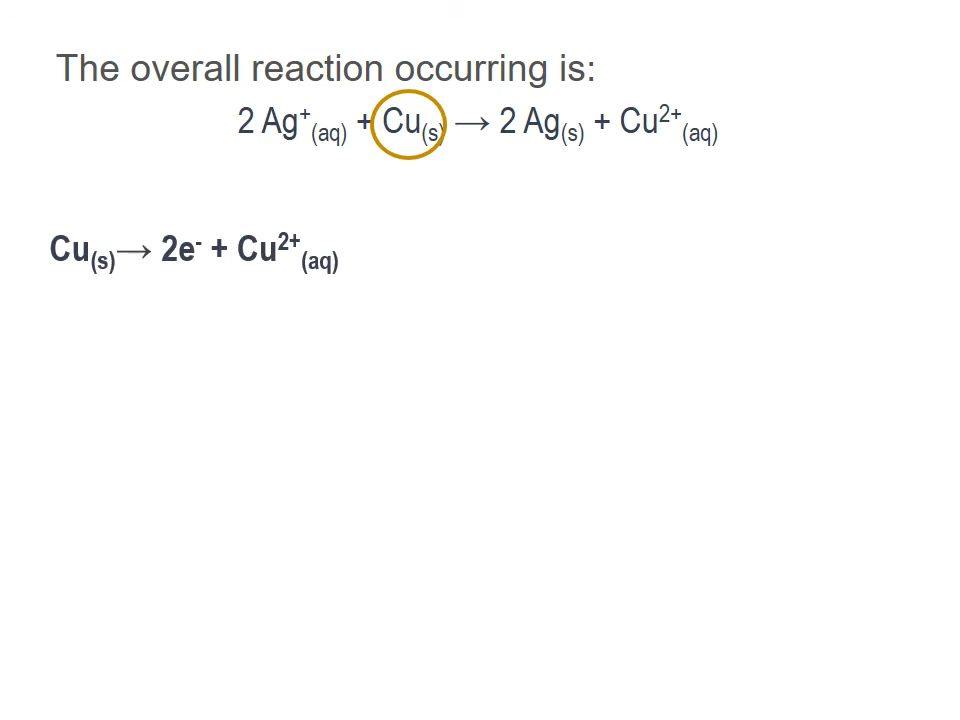 The overall reaction occurring is:
2 Ag⁺(aq) + Cu(s) → 2 Ag(s) + Cu²⁺(aq)
Cu(s)→ 2e⁻ + Cu²⁺(aq)